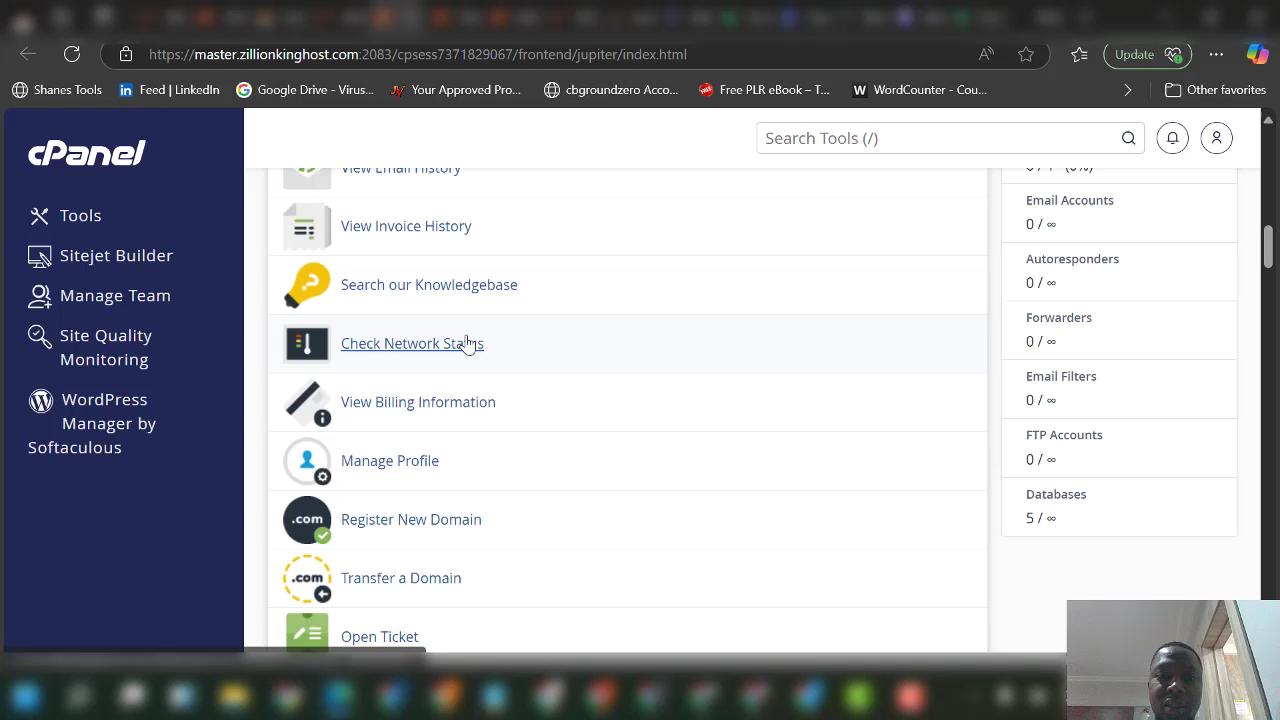 https://master.zillionkinghost.com:2083/cpsess7371829067/frontend/jupiter/index.html
Update
Shanes Tools
Feed | LinkedIn
Google Drive - Virus...
Your Approved Pro...
cbgroundzero Acco...
Free PLR eBook – T...
WordCounter - Cou...
Other favorites
cPanel
Search Tools (/)
Tools
Sitejet Builder
Manage Team
Site Quality
Monitoring
WordPress
Manager by
Softaculous
View Email History
View Invoice History
Search our Knowledgebase
Check Network Status
View Billing Information
Manage Profile
.com
Register New Domain
.com
Transfer a Domain
Open Ticket
Email Accounts
0 / ∞
Autoresponders
0 / ∞
Forwarders
0 / ∞
Email Filters
0 / ∞
FTP Accounts
0 / ∞
Databases
5 / ∞